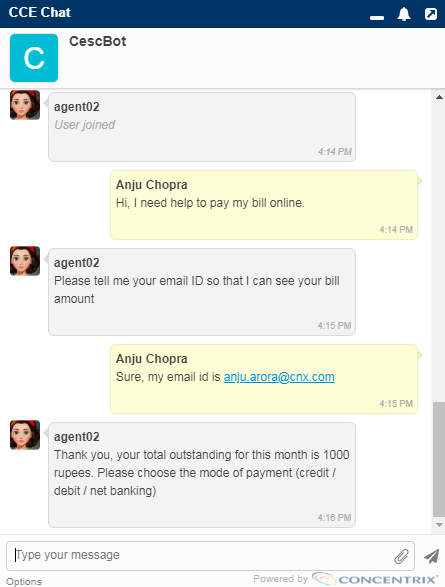 CCE Chat
C
CescBot
agent02
User joined
4:14 PM
Anju Chopra
Hi, I need help to pay my bill online.
4:14 PM
agent02
Please tell me your email ID so that I can see your bill
amount
4:15 PM
Anju Chopra
Sure, my email id is anju.arora@cnx.com
4:15 PM
agent02
Thank you, your total outstanding for this month is 1000
rupees. Please choose the mode of payment (credit /
debit / net banking)
4:16 PM
Type your message
Options
Powered by CONCENTRIX